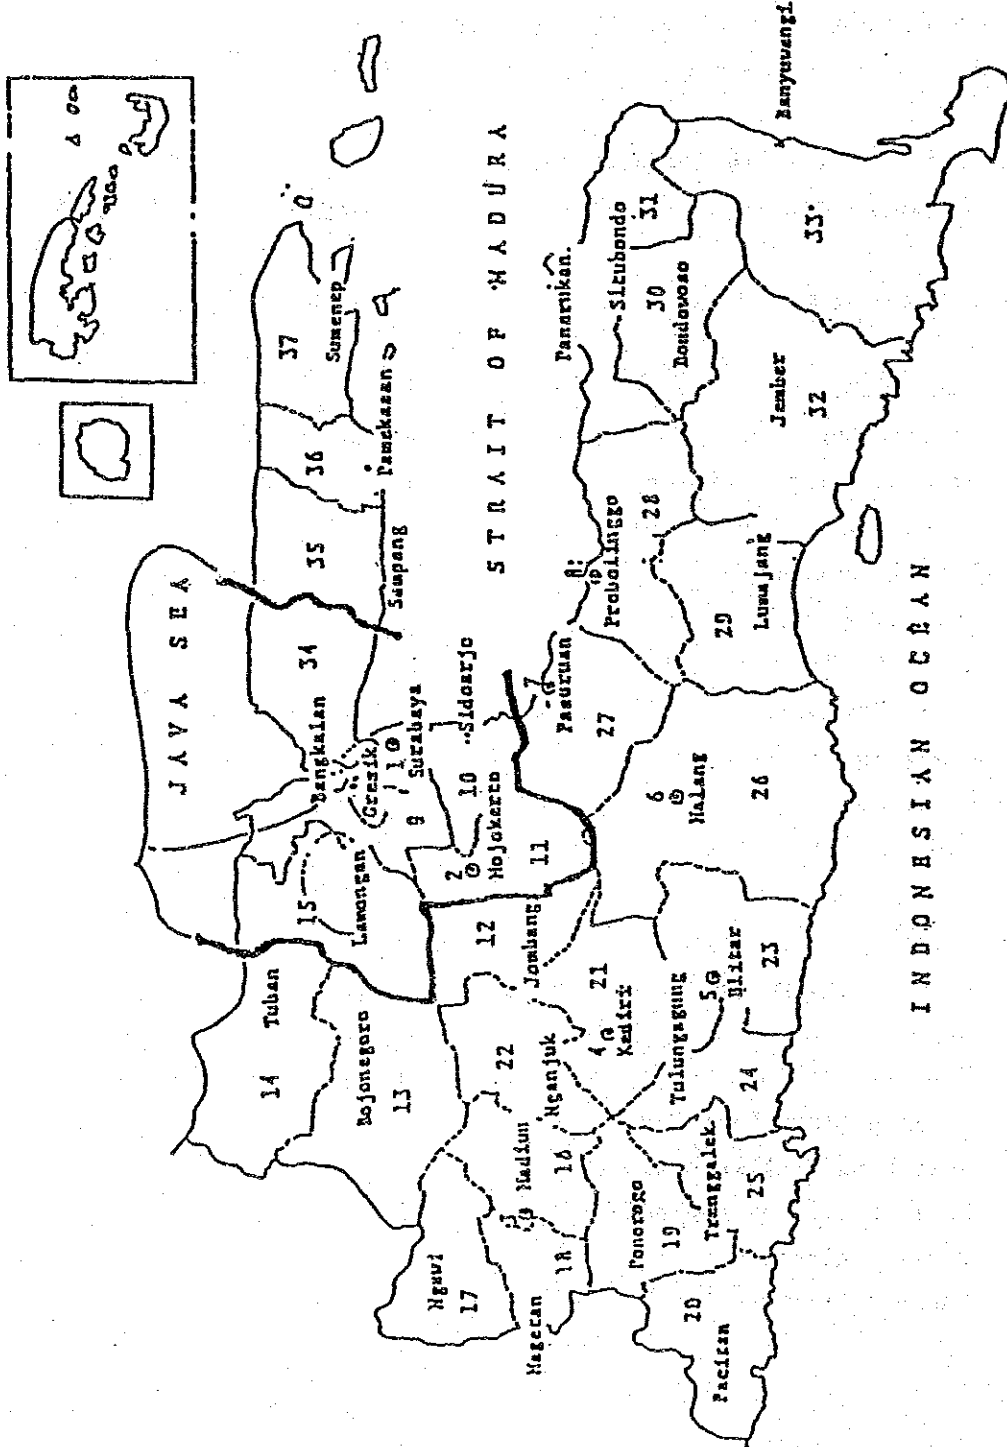 JAVA SEA
14
Tuban
15
Bangkalan
34
35
36
37
Sumenep
Bojonegoro
13
Lamongan
Gresik
1
Surabaya
9
Sampang
Pamekasan
Ngawi
17
22
12
2
Mojokerto
10
Sidoarjo
STRAIT OF MADURA
Madiun
3
Nganjuk
Jombang
11
7
Pasuruan
8
Magetan
18
16
4
Kediri
21
27
Probolinggo
28
Panarukan
Situbondo
31
30
Bondowoso
Ponorogo
19
Tulungagung
5
Blitar
6
Malang
29
Lumajang
Jember
32
Banyuwangi
33
20
Pacitan
Trenggalek
25
24
23
26
INDONESIAN OCEAN